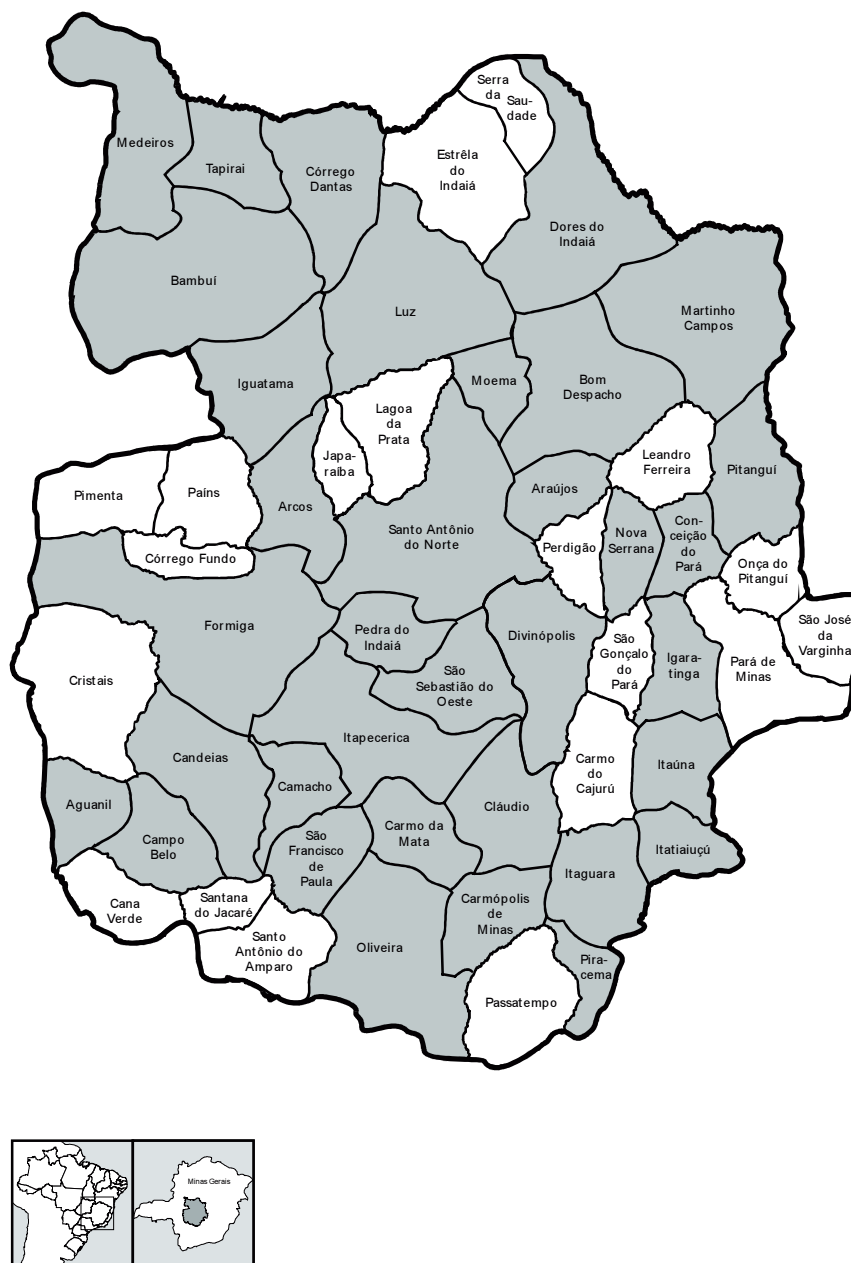 Serra
da
Sau-
dade
Medeiros
Tapirai
Córrego
Dantas
Estrêla
do
Indaiá
Dores do
Indaiá
Bambuí
Luz
Martinho
Campos
Iguatama
Moema
Bom
Despacho
Lagoa
da
Prata
Japa-
raíba
Leandro
Ferreira
Pitanguí
Pimenta
Paíns
Arcos
Araújos
Santo Antônio
do Norte
Perdigão
Nova
Serrana
Con-
ceição
do
Pará
Onça do
Pitanguí
Córrego Fundo
Formiga
Pedra do
Indaiá
Divinópolis
São
Gonçalo
do
Pará
Igara-
tinga
Pará de
Minas
São José
da
Varginha
Cristais
São
Sebastião do
Oeste
Itapecerica
Candeias
Camacho
Carmo
do
Cajurú
Itaúna
Aguanil
Campo
Belo
São
Francisco
de
Paula
Carmo da
Mata
Cláudio
Itatiaiuçú
Itaguara
Cana
Verde
Santana
do Jacaré
Carmópolis
de
Minas
Santo
Antônio do
Amparo
Oliveira
Pira-
cema
Passatempo
Minas Gerais